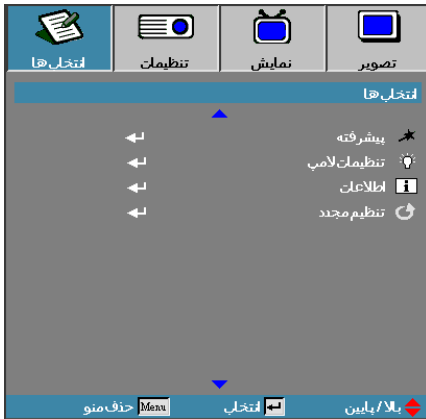 تصویر
نمایش
تنظیمات
انتخاب‌ها
انتخاب‌ها
پیشرفته
تنظیمات لامپ
اطلاعات
تنظیم مجدد
بالا / پایین
انتخاب
Menu حذف منو